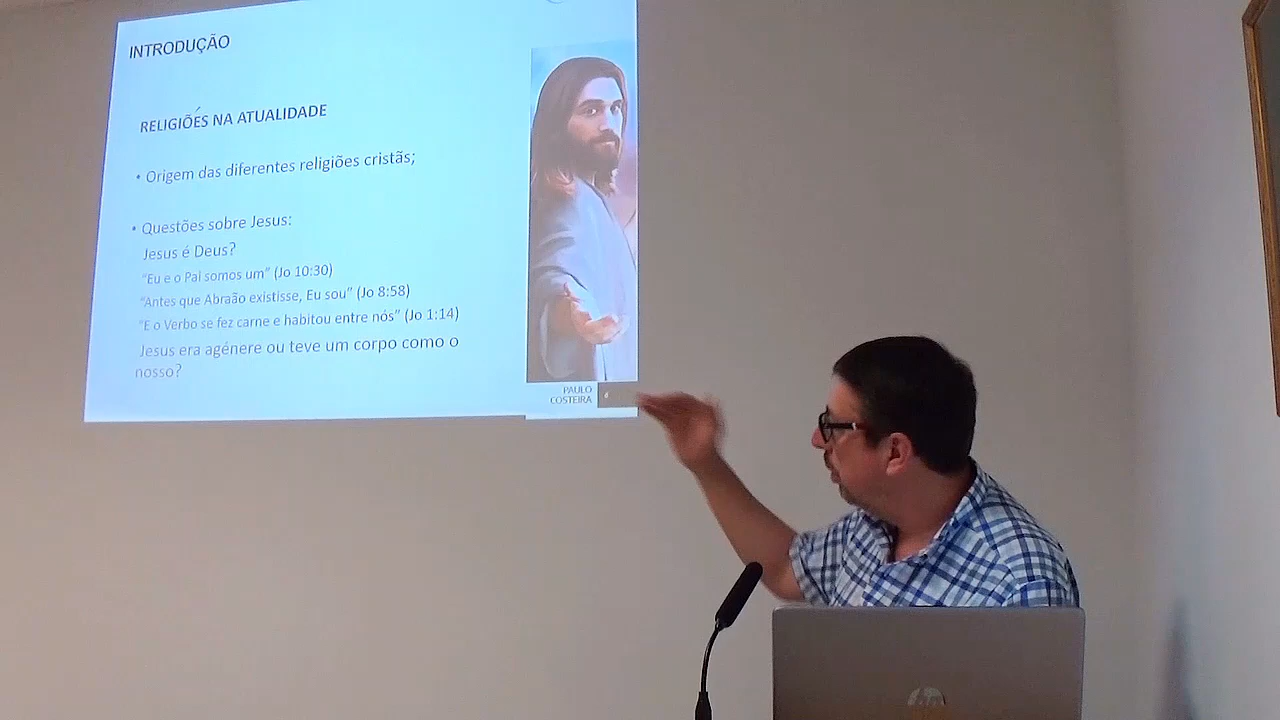 INTRODUÇÃO
RELIGIÕES NA ATUALIDADE
• Origem das diferentes religiões cristãs;
• Questões sobre Jesus:
Jesus é Deus?
“Eu e o Pai somos um” (Jo 10:30)
“Antes que Abraão existisse, Eu sou” (Jo 8:58)
“E o Verbo se fez carne e habitou entre nós” (Jo 1:14)
Jesus era agénere ou teve um corpo como o
nosso?
PAULO
COSTEIRA
6
hp